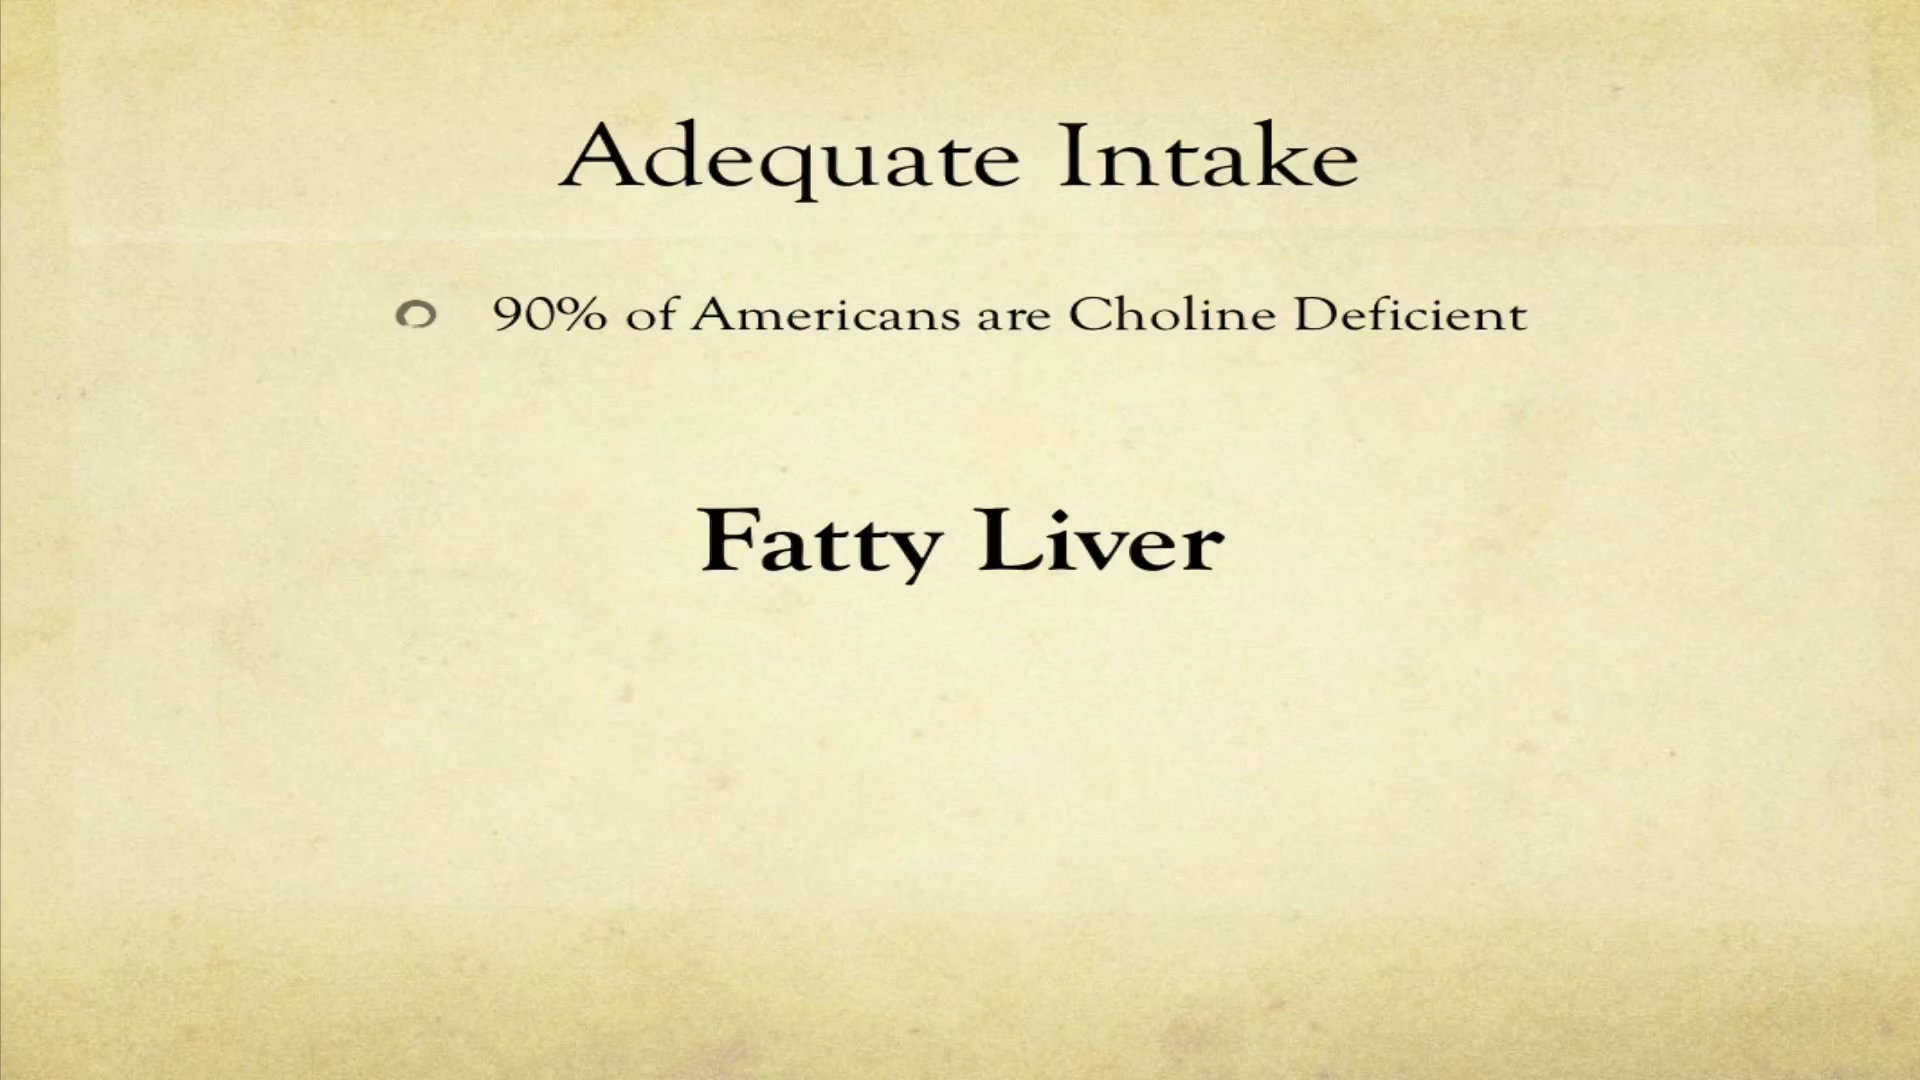 Adequate Intake
90% of Americans are Choline Deficient
Fatty Liver